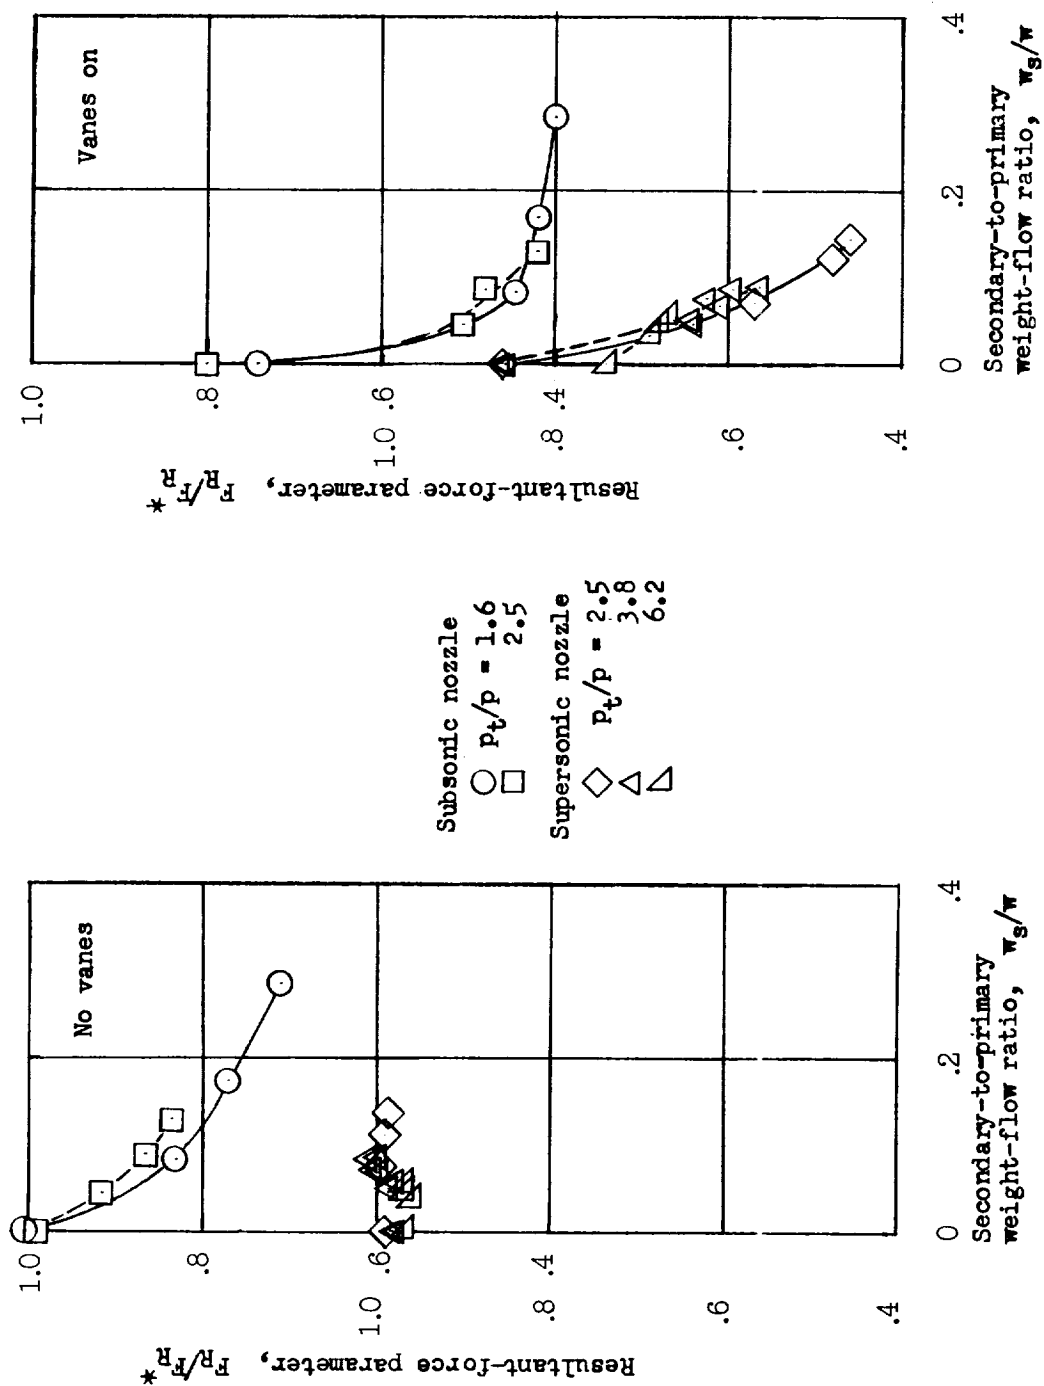 No vanes
1.0
.8
.6
.4
1.0
.8
.6
.4
Resultant-force parameter,
F_R/F_R*
0
.2
.4
Secondary-to-primary
weight-flow ratio, w_s/w
Subsonic nozzle
p_t/p = 1.6
2.5
Supersonic nozzle
p_t/p = 2.5
3.8
6.2
Vanes on
1.0
.8
.6
.4
1.0
.8
.6
.4
Resultant-force parameter,
F_R/F_R*
0
.2
.4
Secondary-to-primary
weight-flow ratio, w_s/w